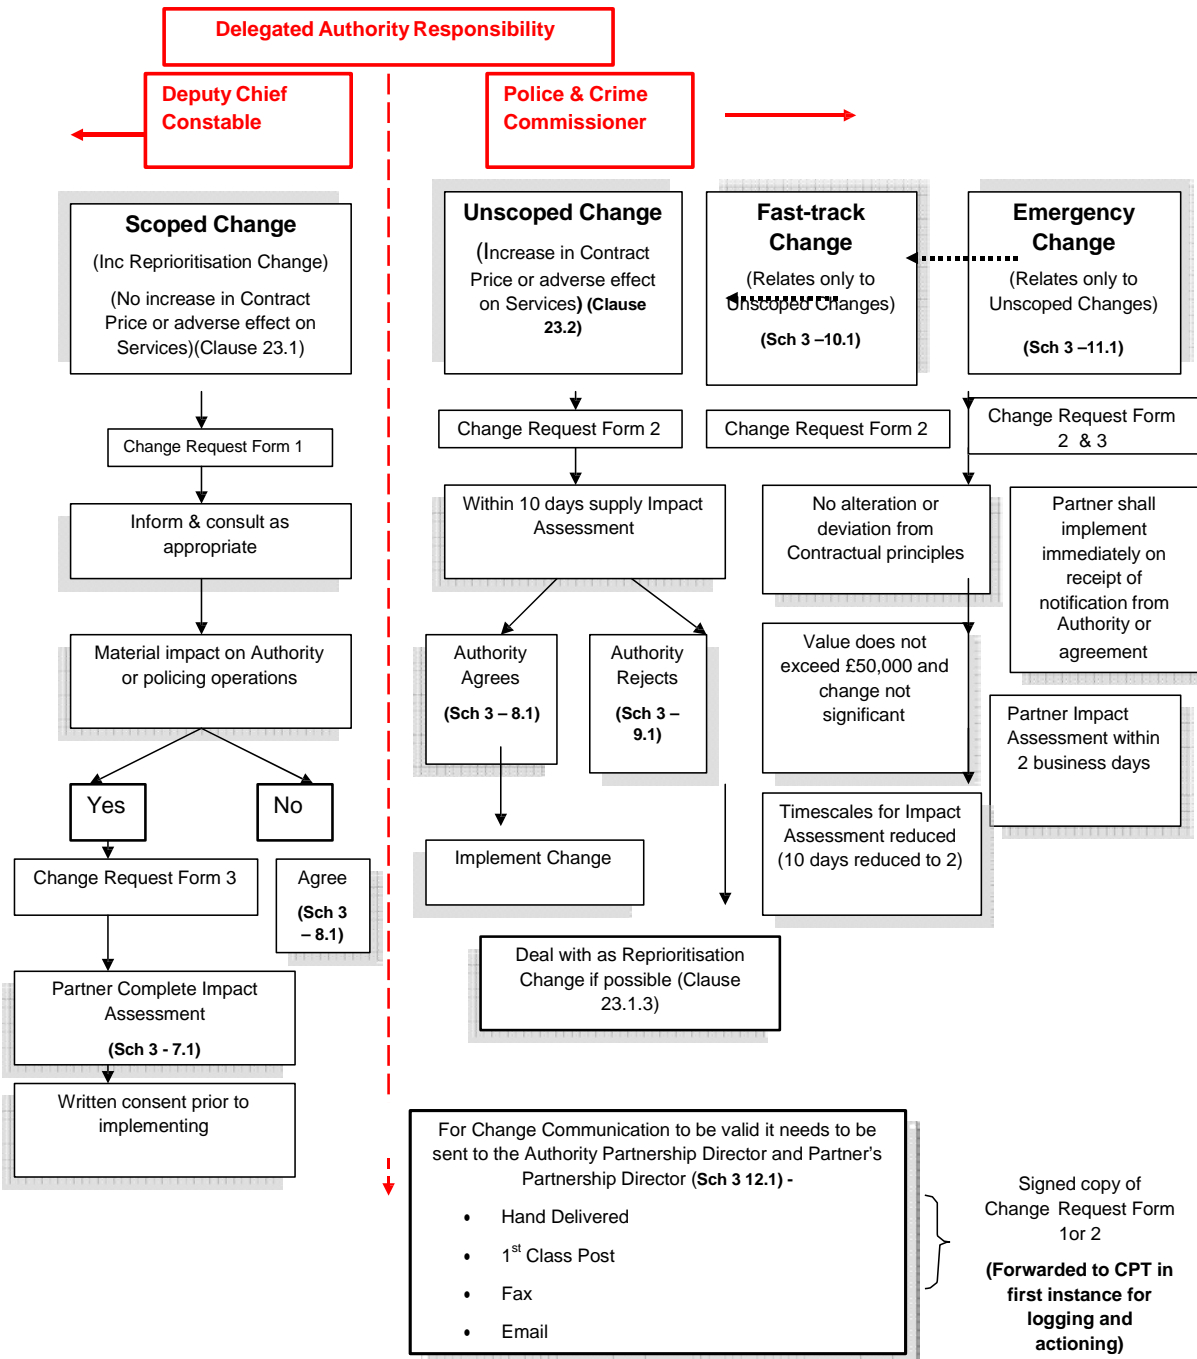 Delegated Authority Responsibility
Deputy Chief
Constable
Police & Crime
Commissioner
Scoped Change
(Inc Reprioritisation Change)
(No increase in Contract
Price or adverse effect on
Services)(Clause 23.1)
Unscoped Change
(Increase in Contract
Price or adverse effect
on Services) (Clause
23.2)
Fast-track
Change
(Relates only to
Unscoped Changes)
(Sch 3 –10.1)
Emergency
Change
(Relates only to
Unscoped Changes)
(Sch 3 –11.1)
Change Request Form 1
Change Request Form 2
Change Request Form 2
Change Request Form
2 & 3
Inform & consult as
appropriate
Within 10 days supply Impact
Assessment
No alteration or
deviation from
Contractual principles
Partner shall
implement
immediately on
receipt of
notification from
Authority or
agreement
Material impact on Authority
or policing operations
Authority
Agrees
(Sch 3 – 8.1)
Authority
Rejects
(Sch 3 –
9.1)
Value does not
exceed £50,000 and
change not
significant
Partner Impact
Assessment within
2 business days
Yes
No
Timescales for Impact
Assessment reduced
(10 days reduced to 2)
Implement Change
Change Request Form 3
Agree
(Sch 3
– 8.1)
Deal with as Reprioritisation
Change if possible (Clause
23.1.3)
Partner Complete Impact
Assessment
(Sch 3 - 7.1)
Written consent prior to
implementing
For Change Communication to be valid it needs to be
sent to the Authority Partnership Director and Partner’s
Partnership Director (Sch 3 12.1) -
• Hand Delivered
• 1st Class Post
• Fax
• Email
Signed copy of
Change Request Form
1or 2
(Forwarded to CPT in
first instance for
logging and
actioning)